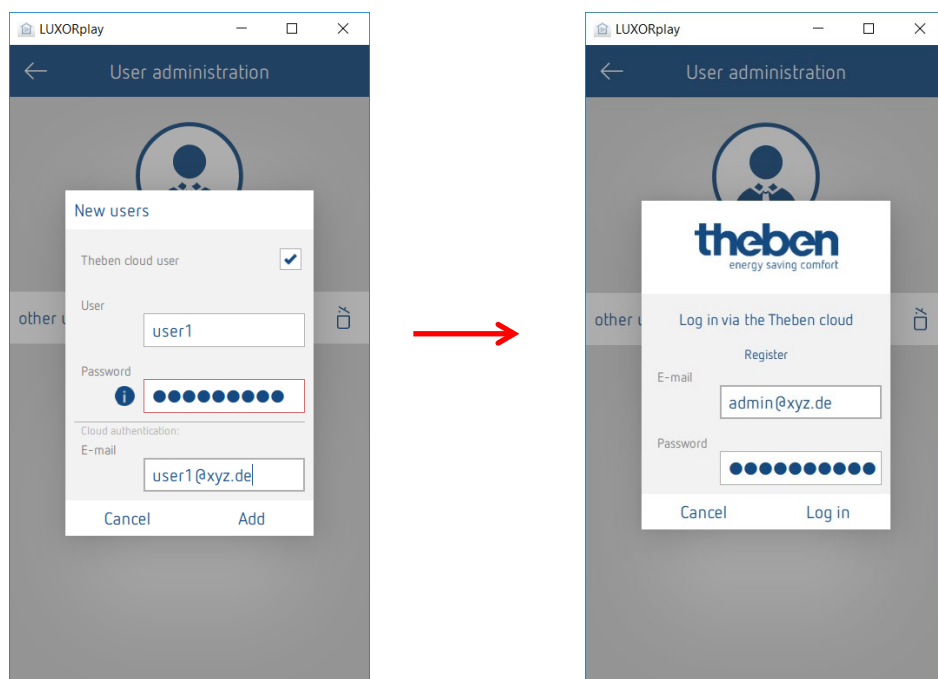 LUXORplay
User administration
New users
Theben cloud user
User
user1
Password
Cloud authentication:
E-mail
user1@xyz.de
Cancel Add
other
LUXORplay
User administration
theben
energy saving comfort
Log in via the Theben cloud
Register
E-mail
admin@xyz.de
Password
Cancel Log in
other